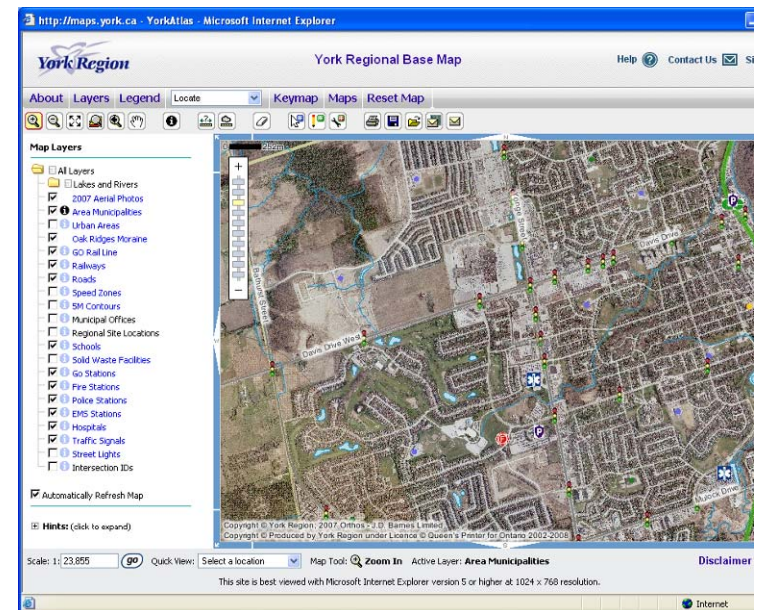 http://maps.york.ca - YorkAtlas - Microsoft Internet Explorer
York Region
York Regional Base Map
Help ? Contact Us Si
About Layers Legend Locate Keymap Maps Reset Map
Map Layers
All Layers
Lakes and Rivers
2007 Aerial Photos
Area Municipalities
Urban Areas
Oak Ridges Moraine
GO Rail Line
Railways
Roads
Speed Zones
5M Contours
Municipal Offices
Regional Site Locations
Schools
Solid Waste Facilities
Go Stations
Fire Stations
Police Stations
EMS Stations
Hospitals
Traffic Signals
Street Lights
Intersection IDs
Automatically Refresh Map
Hints: (click to expand)
Bathurst Street
Davis Drive West
Yonge Street
Davis Drive
Mulock Drive
Copyright © York Region; 2007 Orthos - J.D. Barnes Limited
Copyright © Produced by York Region under Licence © Queen's Printer for Ontario 2002-2008
Scale: 1: 23,855 go Quick View: Select a location Map Tool: Zoom In Active Layer: Area Municipalities Disclaimer
This site is best viewed with Microsoft Internet Explorer version 5 or higher at 1024 x 768 resolution.
Internet